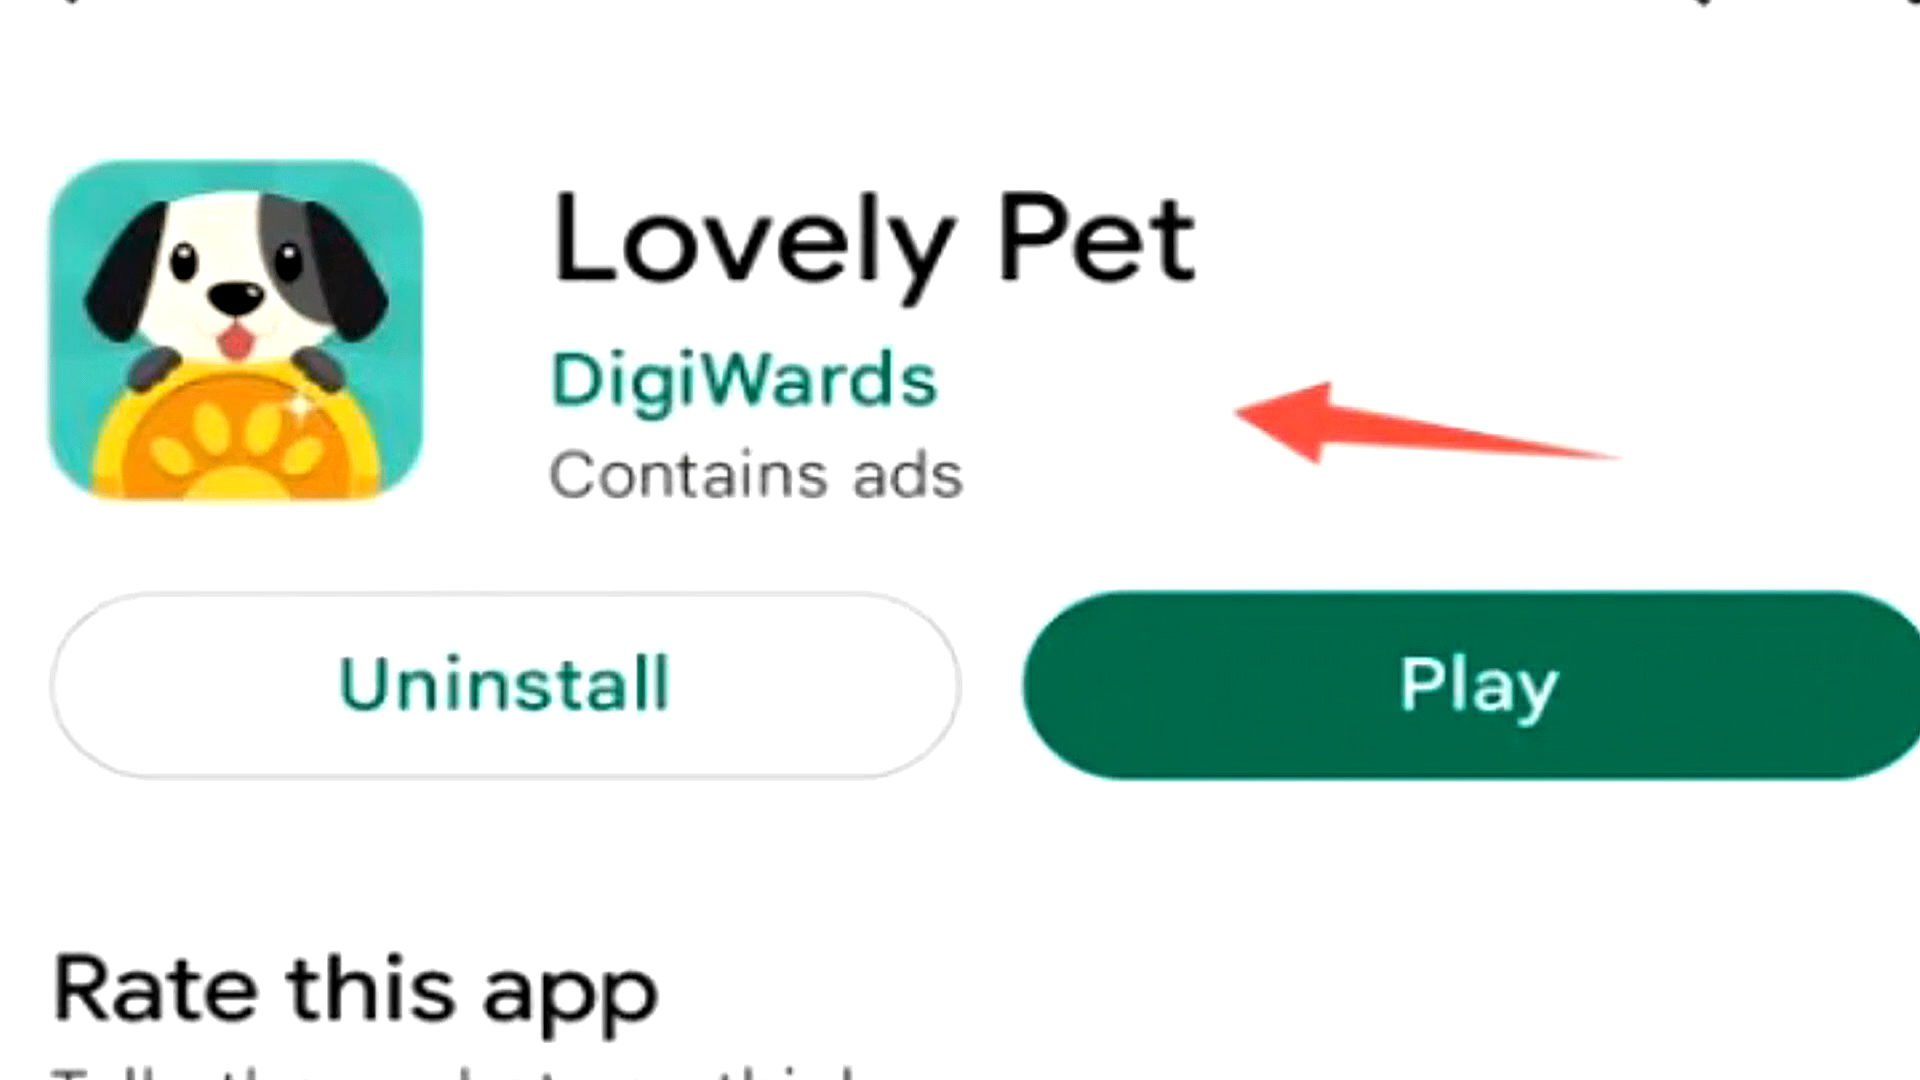 Lovely Pet
DigiWards
Contains ads
Uninstall
Play
Rate this app